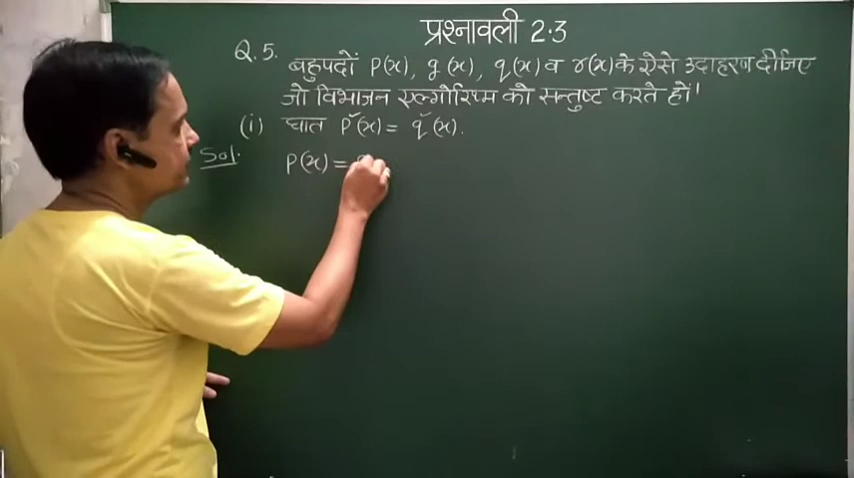 प्रश्नावली 2.3
Q.5. बहुपदों p(x), g(x), q(x) व r(x) के ऐसे उदाहरण दीजिए
जो विभाजन एल्गोरिथ्म को सन्तुष्ट करते हों।
(i) घात p(x) = q(x).
Sol. P(x) =